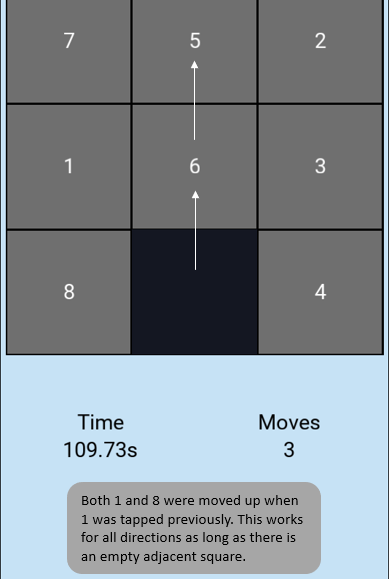 7 5 2
1 6 3
8 4
Time Moves
109.73s 3
Both 1 and 8 were moved up when
1 was tapped previously. This works
for all directions as long as there is
an empty adjacent square.